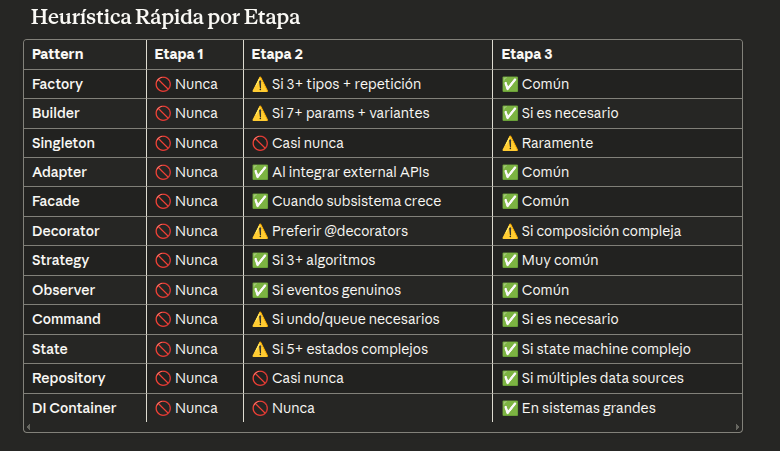 Heurística Rápida por Etapa
Pattern Etapa 1 Etapa 2 Etapa 3
Factory 🚫 Nunca ⚠️ Si 3+ tipos + repetición ✅ Común
Builder 🚫 Nunca ⚠️ Si 7+ params + variantes ✅ Si es necesario
Singleton 🚫 Nunca 🚫 Casi nunca ⚠️ Raramente
Adapter 🚫 Nunca ✅ Al integrar external APIs ✅ Común
Facade 🚫 Nunca ✅ Cuando subsistema crece ✅ Común
Decorator 🚫 Nunca ⚠️ Preferir @decorators ⚠️ Si composición compleja
Strategy 🚫 Nunca ✅ Si 3+ algoritmos ✅ Muy común
Observer 🚫 Nunca ✅ Si eventos genuinos ✅ Común
Command 🚫 Nunca ⚠️ Si undo/queue necesarios ✅ Si es necesario
State 🚫 Nunca ⚠️ Si 5+ estados complejos ✅ Si state machine complejo
Repository 🚫 Nunca 🚫 Casi nunca ✅ Si múltiples data sources
DI Container 🚫 Nunca 🚫 Nunca ✅ En sistemas grandes